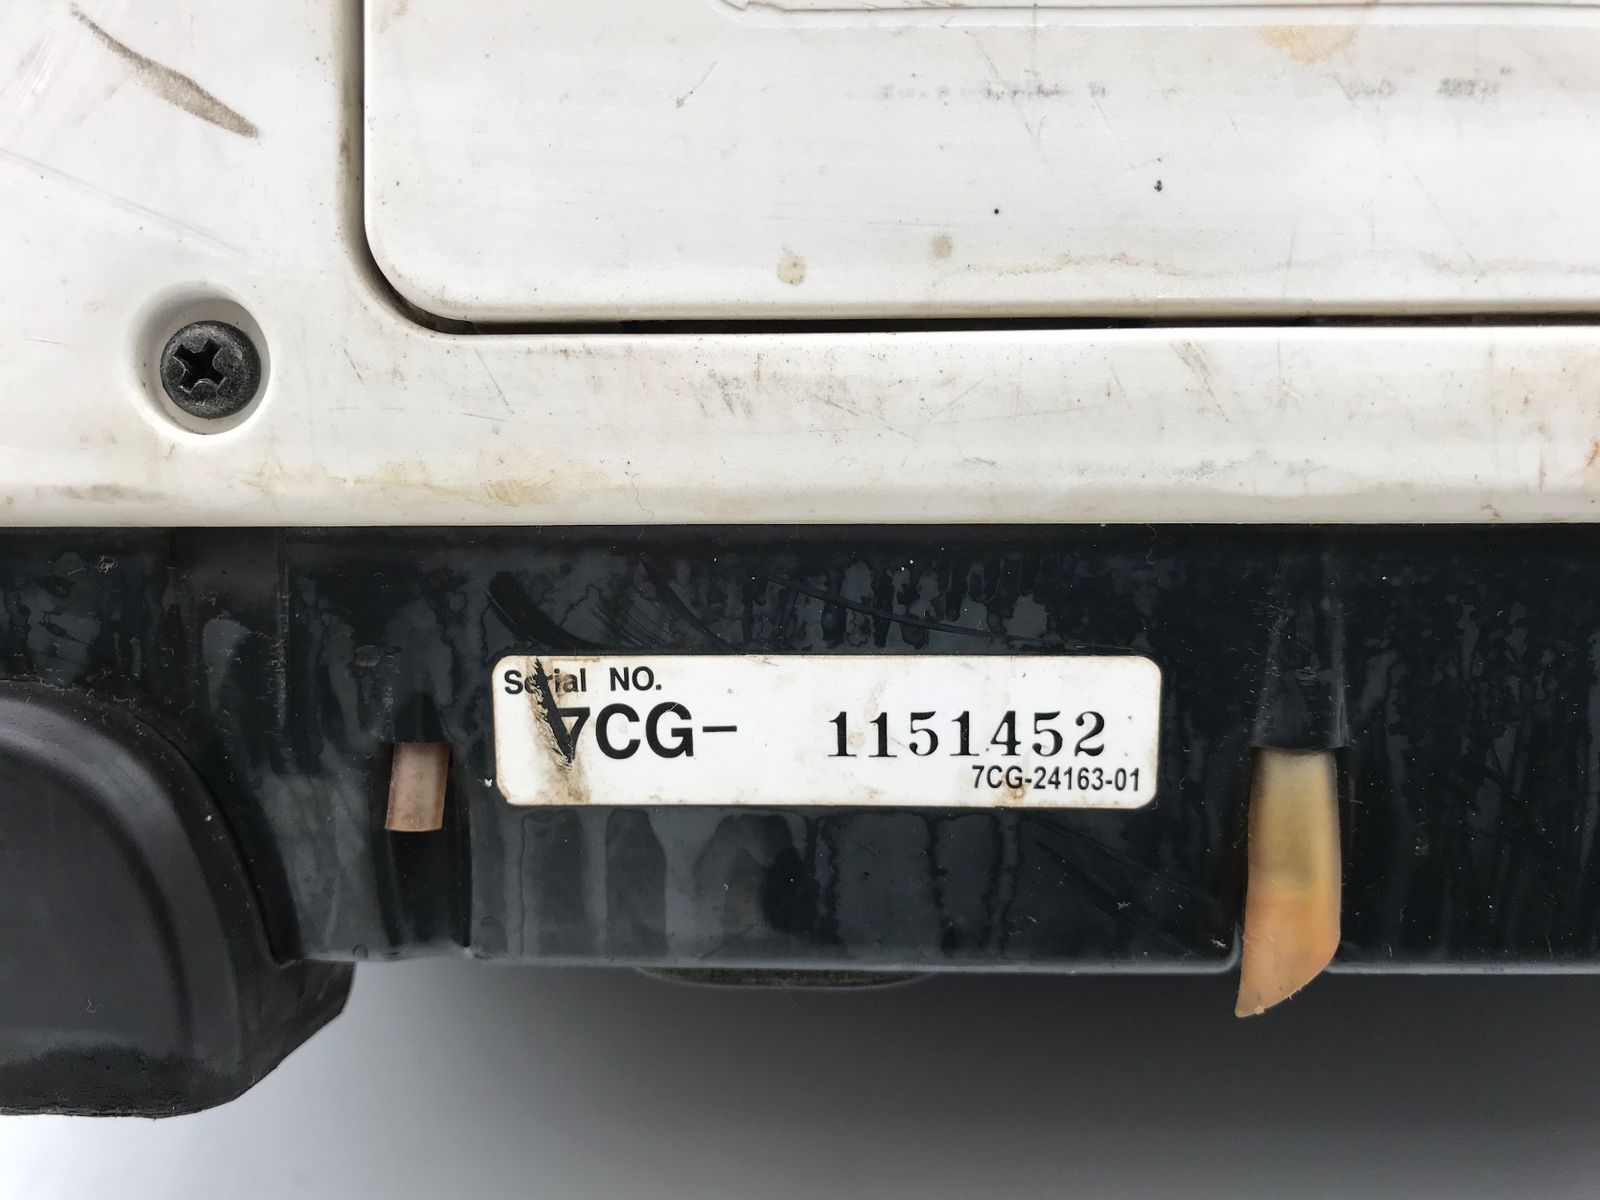 Serial NO.
7CG- 1151452
7CG-24163-01